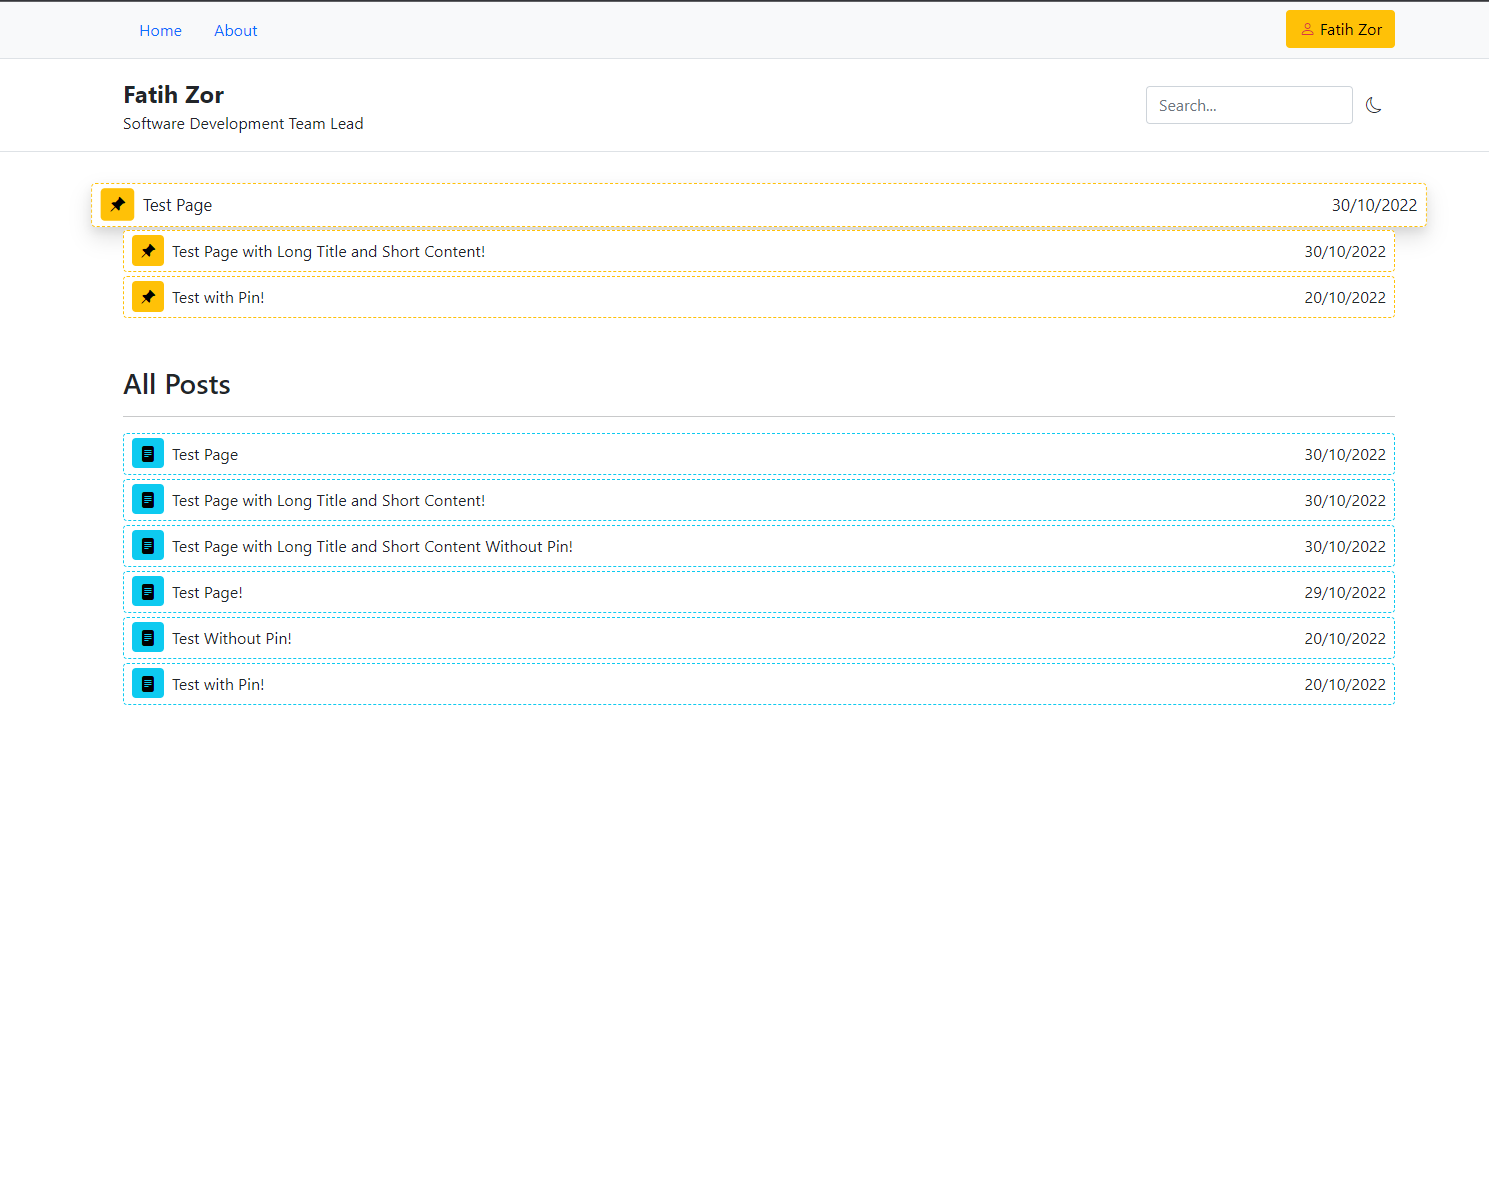 Home About Fatih Zor
Fatih Zor
Software Development Team Lead
Search...
Test Page 30/10/2022
Test Page with Long Title and Short Content! 30/10/2022
Test with Pin! 20/10/2022
All Posts
Test Page 30/10/2022
Test Page with Long Title and Short Content! 30/10/2022
Test Page with Long Title and Short Content Without Pin! 30/10/2022
Test Page! 29/10/2022
Test Without Pin! 20/10/2022
Test with Pin! 20/10/2022